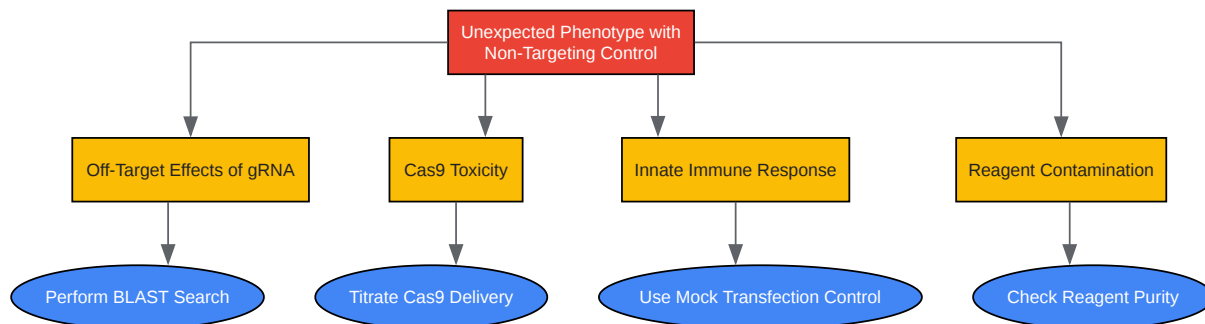 Unexpected Phenotype with
Non-Targeting Control
Off-Target Effects of gRNA
Cas9 Toxicity
Innate Immune Response
Reagent Contamination
Perform BLAST Search
Titrate Cas9 Delivery
Use Mock Transfection Control
Check Reagent Purity